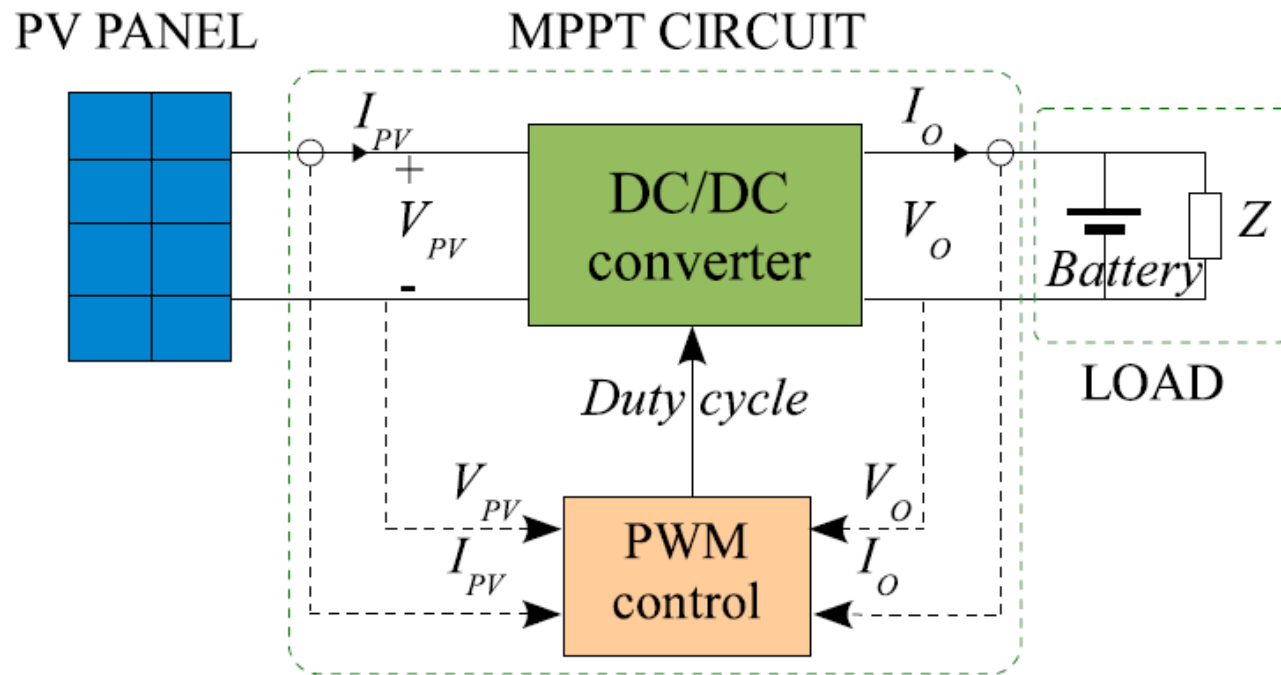 PV PANEL
MPPT CIRCUIT
I_PV
+
V_PV
-
DC/DC
converter
I_O
V_O
Battery
Z
LOAD
Duty cycle
V_PV
I_PV
PWM
control
V_O
I_O